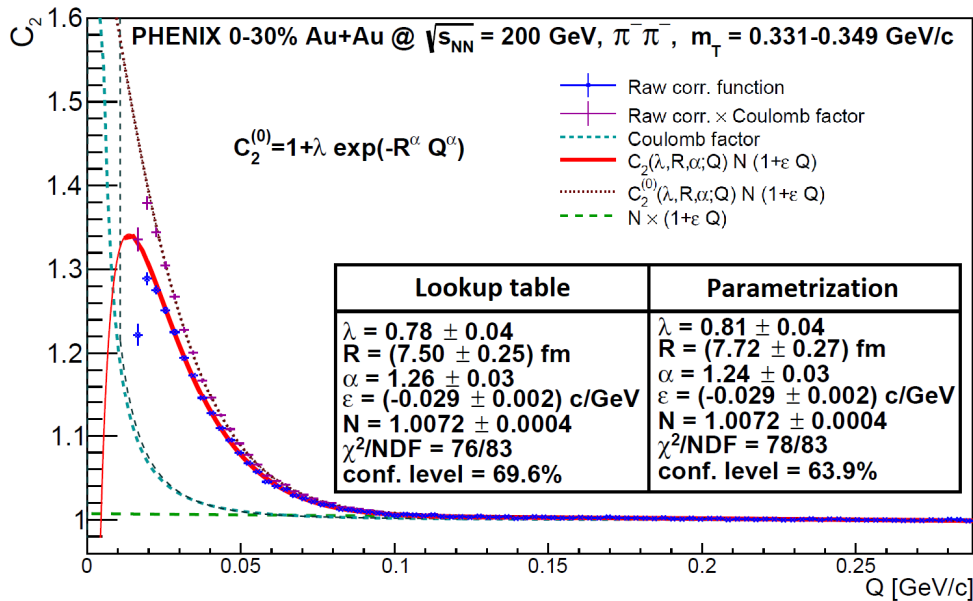 C₂
1.6
1.5
1.4
1.3
1.2
1.1
1
PHENIX 0-30% Au+Au @ √s_NN = 200 GeV, π⁻π⁻, m_T = 0.331-0.349 GeV/c
Raw corr. function
Raw corr. × Coulomb factor
Coulomb factor
C₂(λ,R,α;Q) N (1+ε Q)
C₂⁽⁰⁾(λ,R,α;Q) N (1+ε Q)
N × (1+ε Q)
C₂⁽⁰⁾=1+λ exp(-R^α Q^α)
Lookup table
λ = 0.78 ± 0.04
R = (7.50 ± 0.25) fm
α = 1.26 ± 0.03
ε = (-0.029 ± 0.002) c/GeV
N = 1.0072 ± 0.0004
χ²/NDF = 76/83
conf. level = 69.6%
Parametrization
λ = 0.81 ± 0.04
R = (7.72 ± 0.27) fm
α = 1.24 ± 0.03
ε = (-0.029 ± 0.002) c/GeV
N = 1.0072 ± 0.0004
χ²/NDF = 78/83
conf. level = 63.9%
0 0.05 0.1 0.15 0.2 0.25
Q [GeV/c]